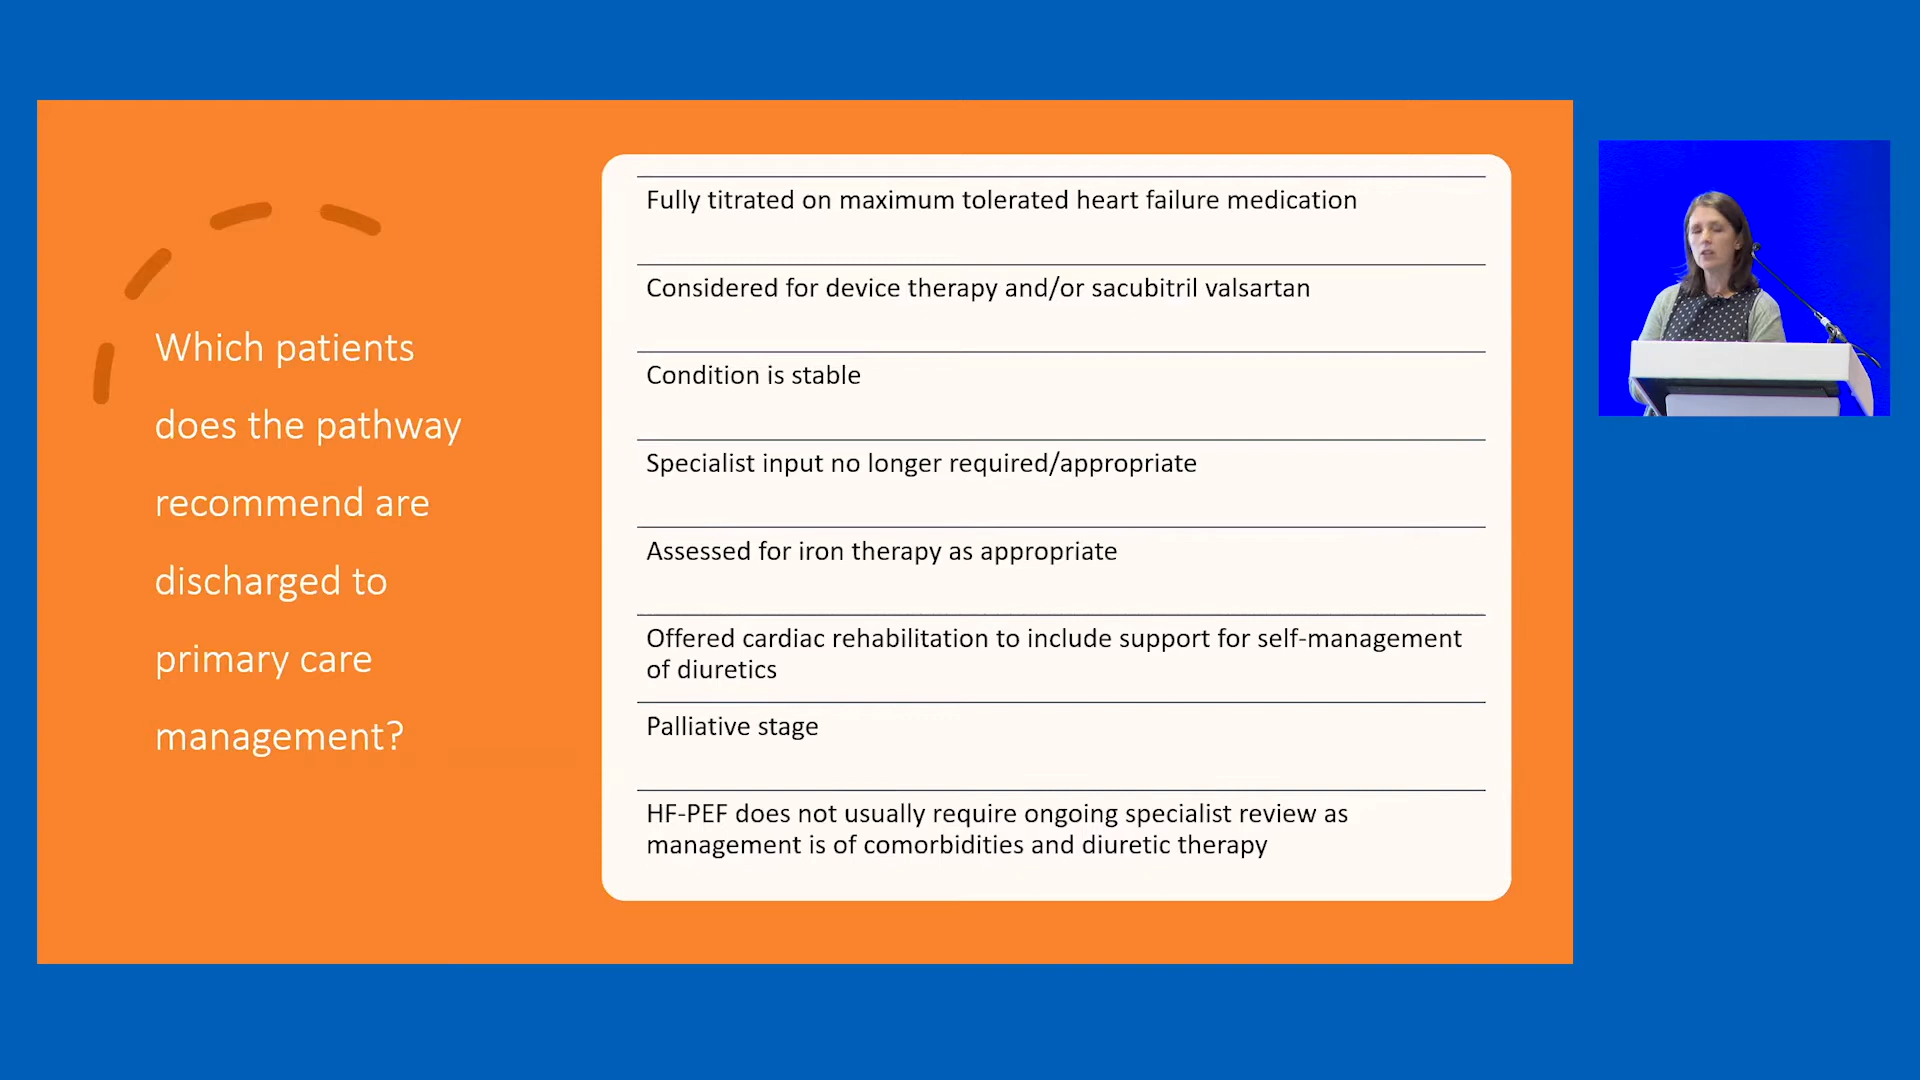 Which patients
does the pathway
recommend are
discharged to
primary care
management?
Fully titrated on maximum tolerated heart failure medication
Considered for device therapy and/or sacubitril valsartan
Condition is stable
Specialist input no longer required/appropriate
Assessed for iron therapy as appropriate
Offered cardiac rehabilitation to include support for self-management
of diuretics
Palliative stage
HF-PEF does not usually require ongoing specialist review as
management is of comorbidities and diuretic therapy